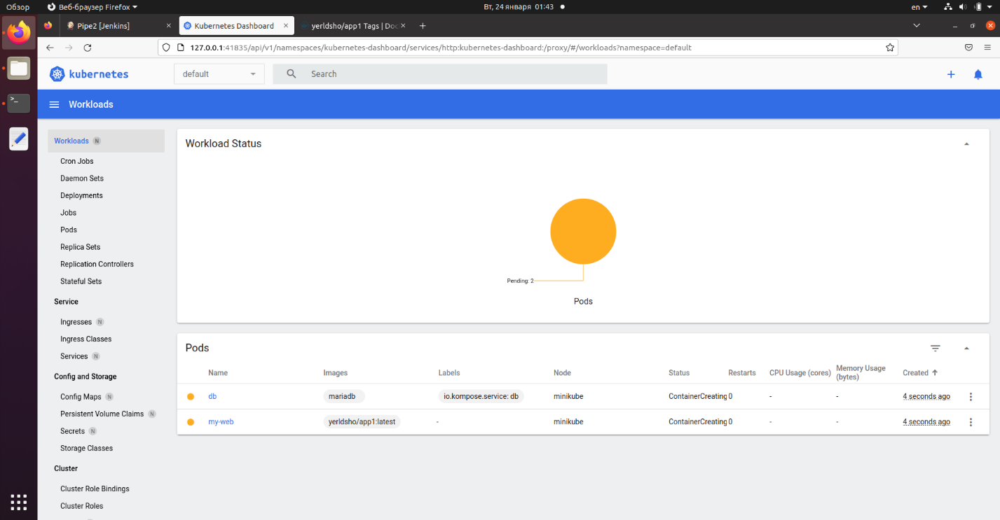 Обзор
Веб-браузер Firefox
Вт, 24 января 01:43
en
Pipe2 [Jenkins]
Kubernetes Dashboard
yerldsho/app1 Tags | Doc
127.0.0.1:41835/api/v1/namespaces/kubernetes-dashboard/services/http:kubernetes-dashboard:/proxy/#/workloads?namespace=default
kubernetes
default
Search
Workloads
Workloads N
Cron Jobs
Daemon Sets
Deployments
Jobs
Pods
Replica Sets
Replication Controllers
Stateful Sets
Service
Ingresses N
Ingress Classes
Services N
Config and Storage
Config Maps N
Persistent Volume Claims N
Secrets N
Storage Classes
Cluster
Cluster Role Bindings
Cluster Roles
Workload Status
Pending: 2
Pods
Pods
Name Images Labels Node Status Restarts CPU Usage (cores) Memory Usage (bytes) Created
db mariadb io.kompose.service: db minikube ContainerCreating 0 - - 4 seconds ago
my-web yerldsho/app1:latest - minikube ContainerCreating 0 - - 4 seconds ago